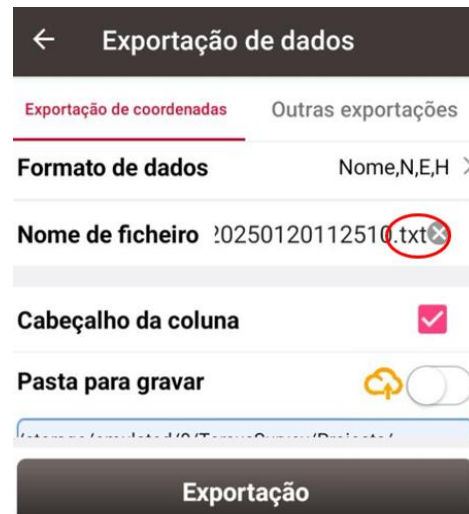 Exportação de dados
Exportação de coordenadas Outras exportações
Formato de dados Nome,N,E,H
Nome de ficheiro 20250120112510.txt
Cabeçalho da coluna
Pasta para gravar
Exportação